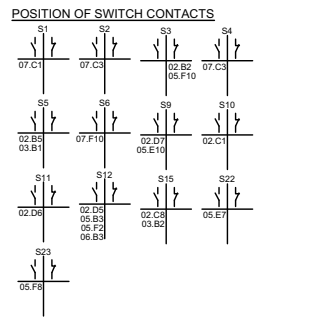 POSITION OF SWITCH CONTACTS
S1
07.C1
S2
07.C3
S3
02.B2
05.F10
S4
07.C3
S5
02.B5
03.B1
S6
07.F10
S9
02.D7
05.E10
S10
02.C1
S11
02.D6
S12
02.D5
05.B3
05.F2
06.B3
S15
02.C8
03.B2
S22
05.E7
S23
05.F8